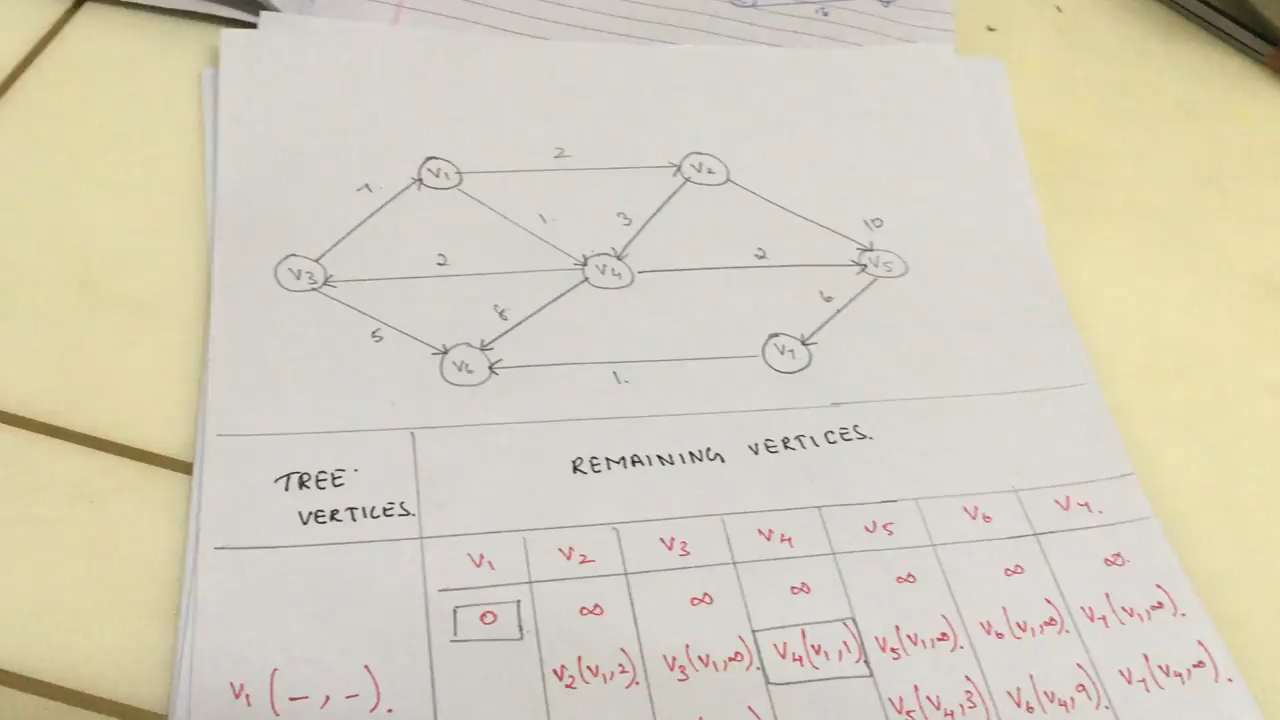 2
V1
V2
1.
3
10
V3
2
V4
2
V5
5
8
6
V6
1.
V7
TREE
VERTICES.
REMAINING VERTICES.
V1 V2 V3 V4 V5 V6 V7.
0 ∞ ∞ ∞ ∞ ∞ ∞.
V1 (–, –). V2(V1,2). V3(V1,∞). V4(V1,1). V5(V1,∞). V6(V1,∞). V7(V1,∞).
V5(V4,3) V6(V4,9). V7(V4,∞).